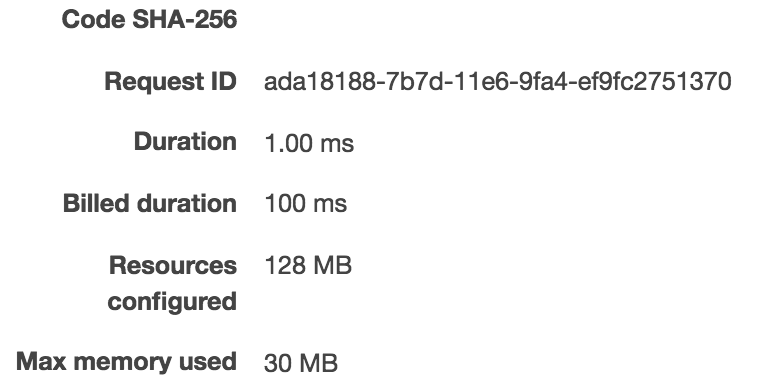 Code SHA-256
Request ID ada18188-7b7d-11e6-9fa4-ef9fc2751370
Duration 1.00 ms
Billed duration 100 ms
Resources 128 MB
configured
Max memory used 30 MB